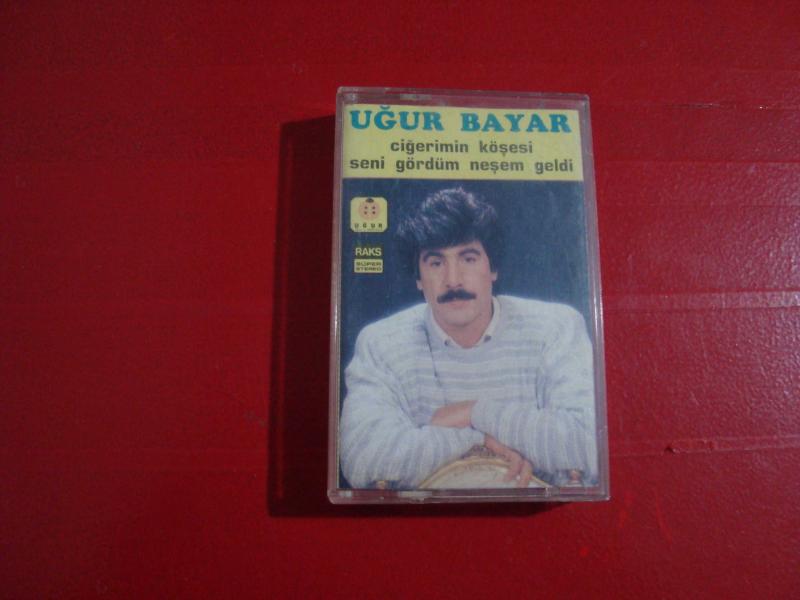 UĞUR BAYAR
ciğerimin köşesi
seni gördüm neşem geldi
UĞUR
RAKS
SÜPER
STEREO